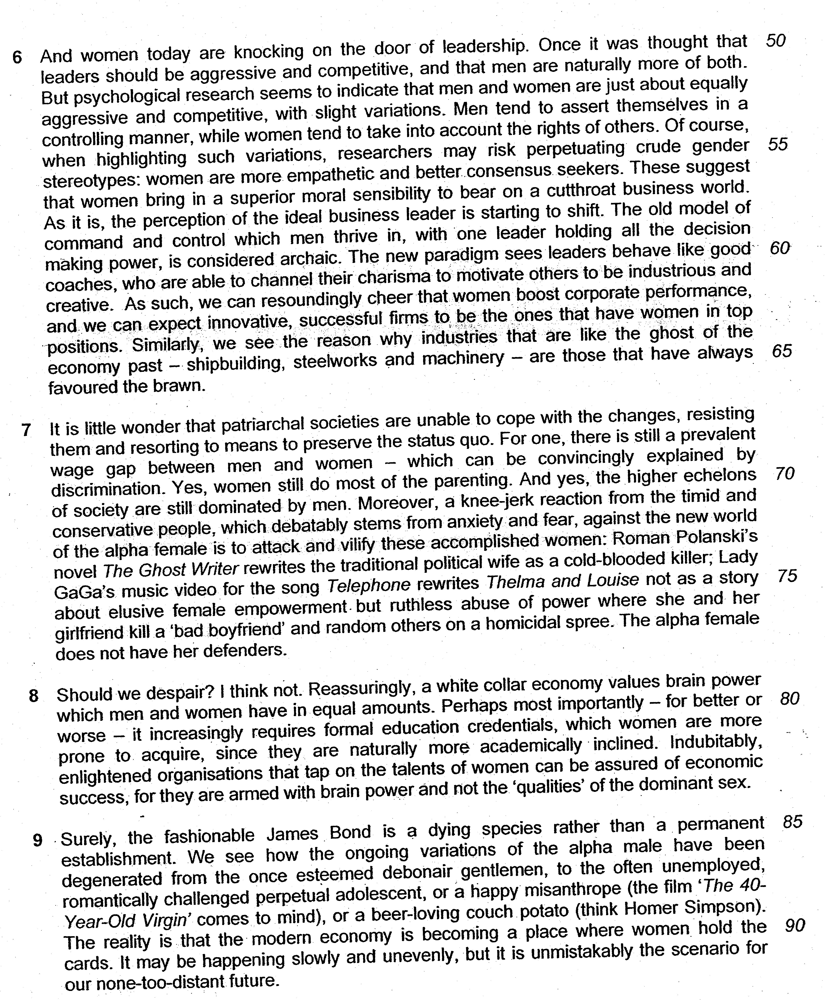 6 And women today are knocking on the door of leadership. Once it was thought that 50
leaders should be aggressive and competitive, and that men are naturally more of both.
But psychological research seems to indicate that men and women are just about equally
aggressive and competitive, with slight variations. Men tend to assert themselves in a
controlling manner, while women tend to take into account the rights of others. Of course,
when highlighting such variations, researchers may risk perpetuating crude gender 55
stereotypes: women are more empathetic and better consensus seekers. These suggest
that women bring in a superior moral sensibility to bear on a cutthroat business world.
As it is, the perception of the ideal business leader is starting to shift. The old model of
command and control which men thrive in, with one leader holding all the decision
making power, is considered archaic. The new paradigm sees leaders behave like good 60
coaches, who are able to channel their charisma to motivate others to be industrious and
creative. As such, we can resoundingly cheer that women boost corporate performance,
and we can expect innovative, successful firms to be the ones that have women in top
positions. Similarly, we see the reason why industries that are like the ghost of the
economy past – shipbuilding, steelworks and machinery – are those that have always 65
favoured the brawn.
7 It is little wonder that patriarchal societies are unable to cope with the changes, resisting
them and resorting to means to preserve the status quo. For one, there is still a prevalent
wage gap between men and women – which can be convincingly explained by
discrimination. Yes, women still do most of the parenting. And yes, the higher echelons 70
of society are still dominated by men. Moreover, a knee-jerk reaction from the timid and
conservative people, which debatably stems from anxiety and fear, against the new world
of the alpha female is to attack and vilify these accomplished women: Roman Polanski's
novel The Ghost Writer rewrites the traditional political wife as a cold-blooded killer; Lady
GaGa's music video for the song Telephone rewrites Thelma and Louise not as a story 75
about elusive female empowerment but ruthless abuse of power where she and her
girlfriend kill a 'bad boyfriend' and random others on a homicidal spree. The alpha female
does not have her defenders.
8 Should we despair? I think not. Reassuringly, a white collar economy values brain power
which men and women have in equal amounts. Perhaps most importantly – for better or 80
worse – it increasingly requires formal education credentials, which women are more
prone to acquire, since they are naturally more academically inclined. Indubitably,
enlightened organisations that tap on the talents of women can be assured of economic
success, for they are armed with brain power and not the 'qualities' of the dominant sex.
9 Surely, the fashionable James Bond is a dying species rather than a permanent 85
establishment. We see how the ongoing variations of the alpha male have been
degenerated from the once esteemed debonair gentlemen, to the often unemployed,
romantically challenged perpetual adolescent, or a happy misanthrope (the film 'The 40-
Year-Old Virgin' comes to mind), or a beer-loving couch potato (think Homer Simpson).
The reality is that the modern economy is becoming a place where women hold the 90
cards. It may be happening slowly and unevenly, but it is unmistakably the scenario for
our none-too-distant future.